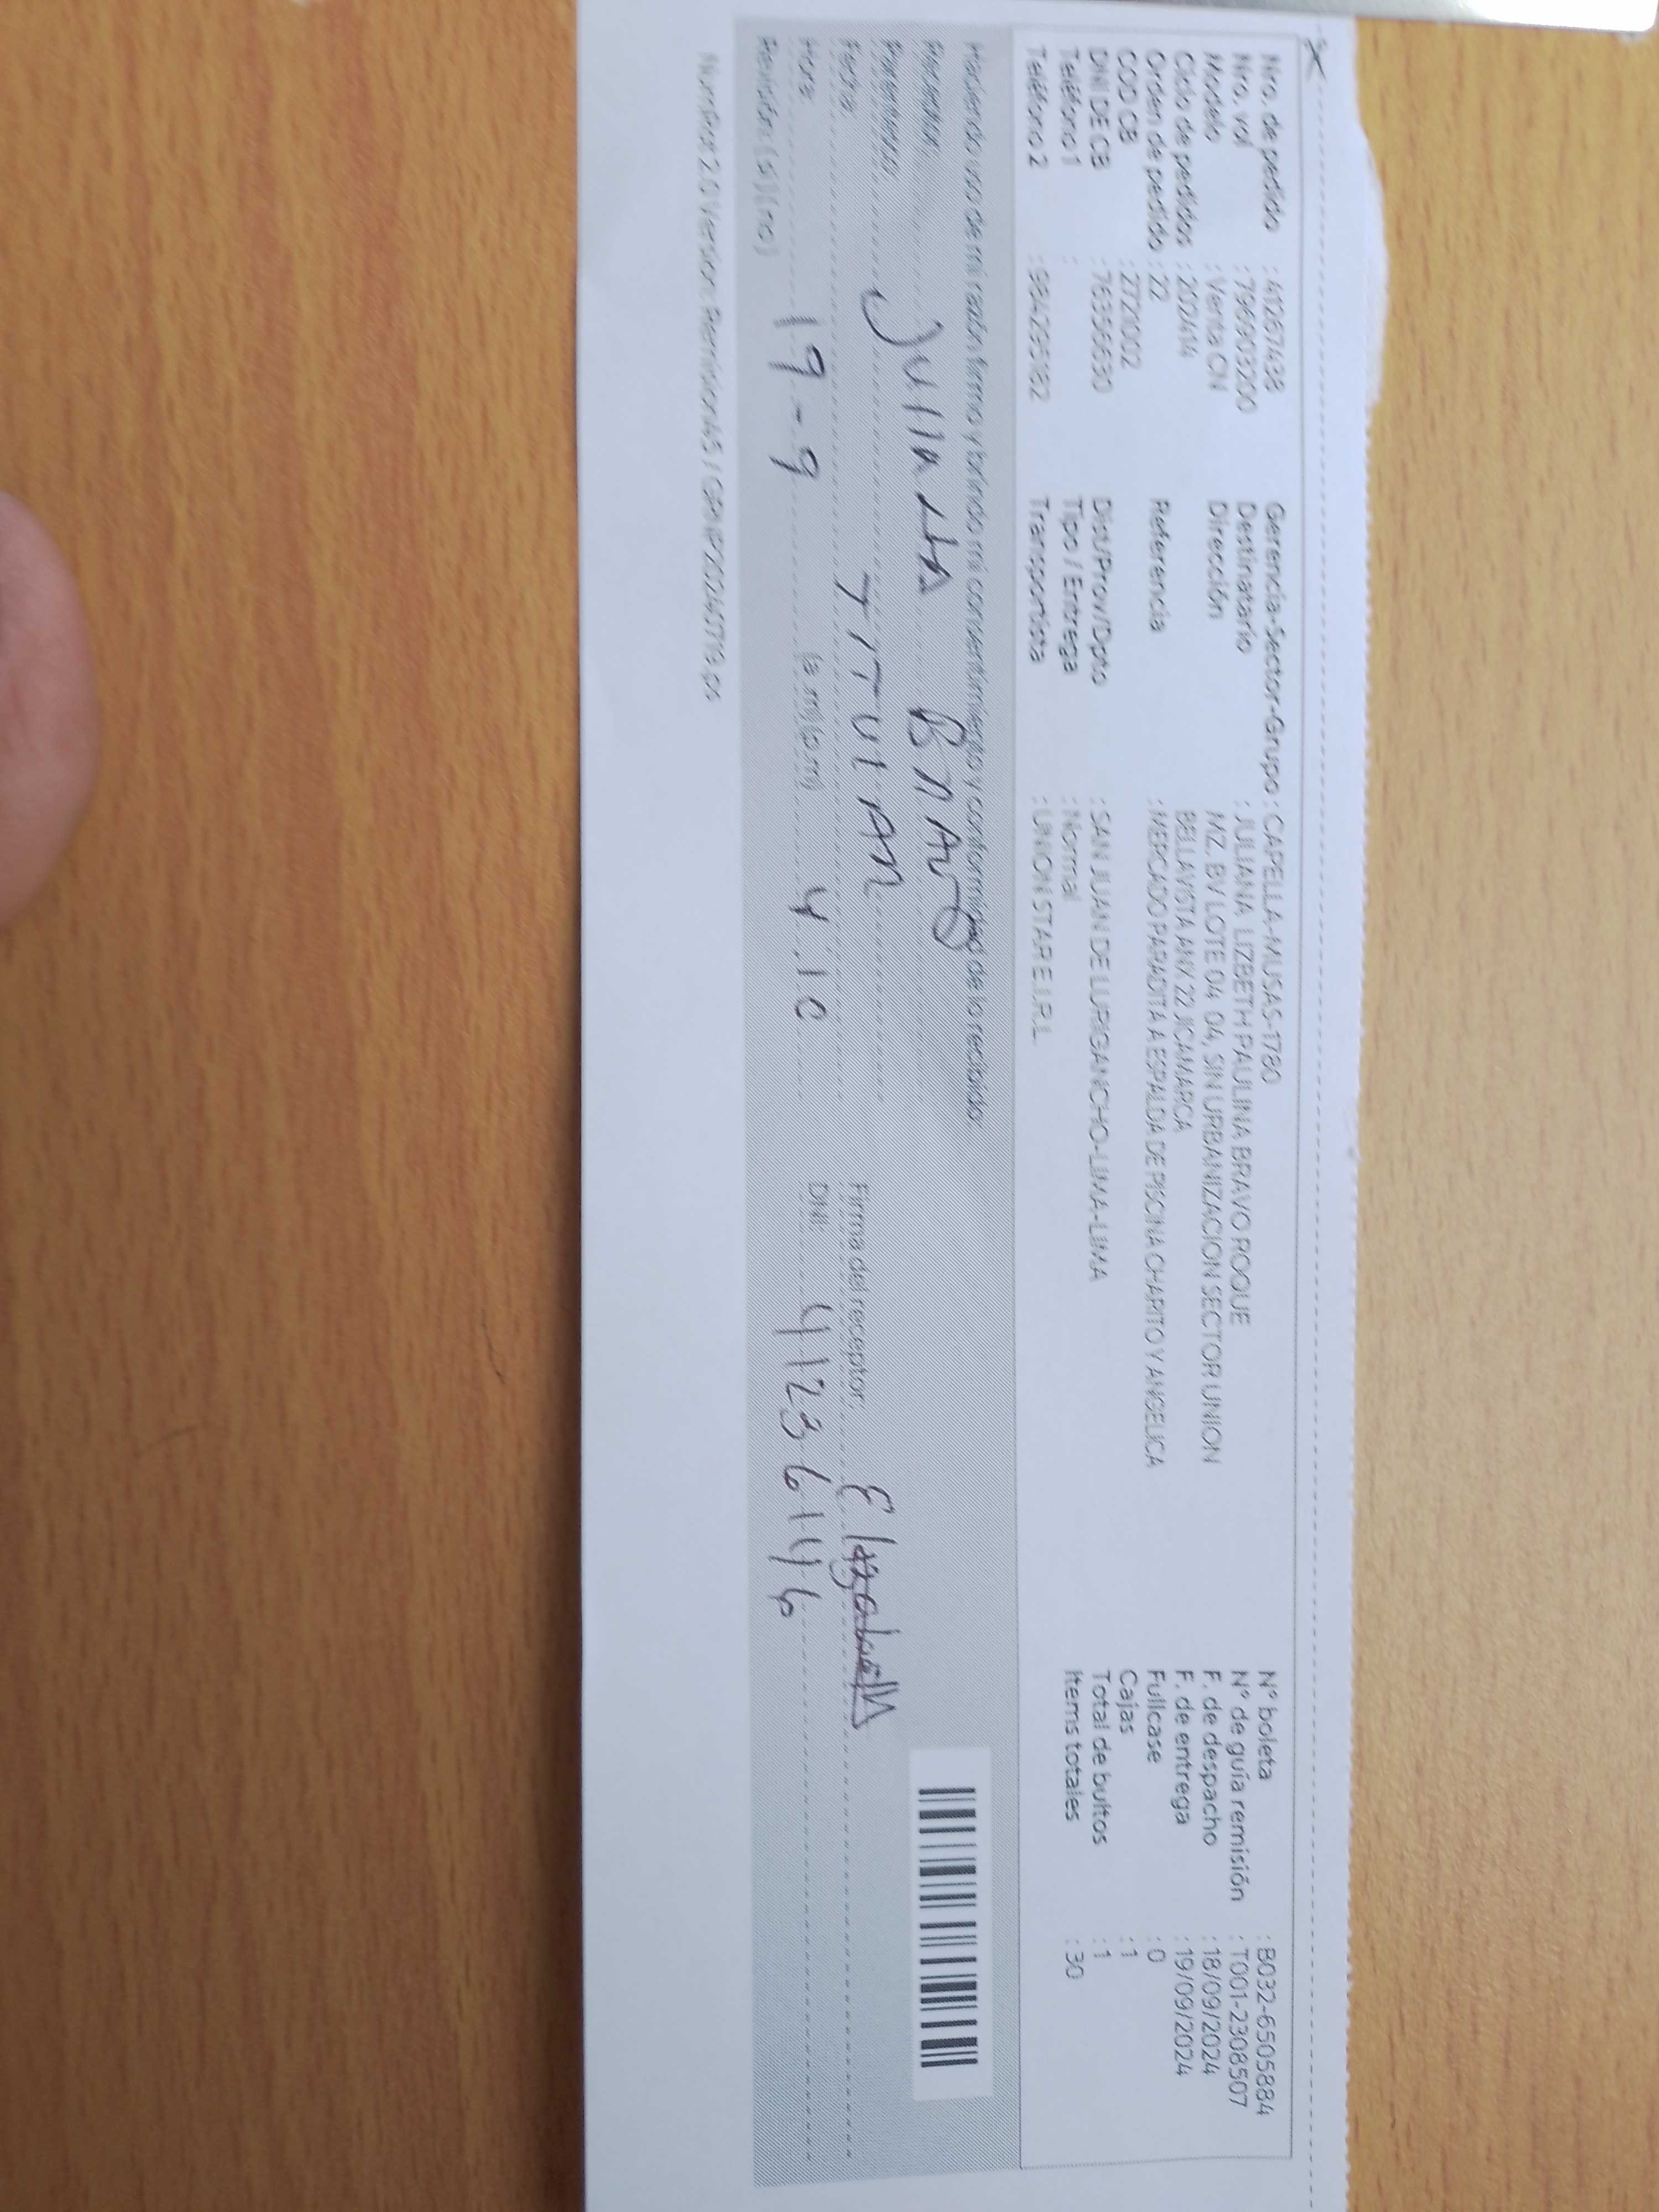 Nro. de pedido : 41267438 Gerencia-Sector-Grupo : CAPELLA-MUSAS-1780 N° boleta : B032-6505884
Nro. vol : 796903200 Destinatario : JULIANA LIZBETH PAULINA BRAVO ROQUE N° de guía remisión : T001-2308507
Modelo : Venta CN Dirección MZ. BV LOTE 04 04, SIN URBANIZACION SECTOR UNION F. de despacho : 18/09/2024
Ciclo de pedidos : 202414 BELLAVISTA ANX 22 JICAMARCA F. de entrega : 19/09/2024
Orden de pedido : 22 Referencia : MERCADO PARADITA A ESPALDA DE PISCINA CHARITO Y ANGELICA Fullcase : 0
COD CB : 27221002 Cajas : 1
DNI DE CB Dist/Prov/Dpto : SAN JUAN DE LURIGANCHO-LIMA-LIMA Total de bultos : 1
Teléfono 1 : Tipo / Entrega : Normal Items totales : 30
Teléfono 2 Transportista : UNION STAR E.I.R.L
Haciendo uso de mi razón firmo y brindo mi consentimiento y conformidad de lo recibido:
Receptor: Julianna Bravo
Parentesco TITULAR
Fecha: Firma del receptor:
Hora: 19-9 (a.m)(p.m) 4.10 DNI: 41236146
Revisión: (si)(no)